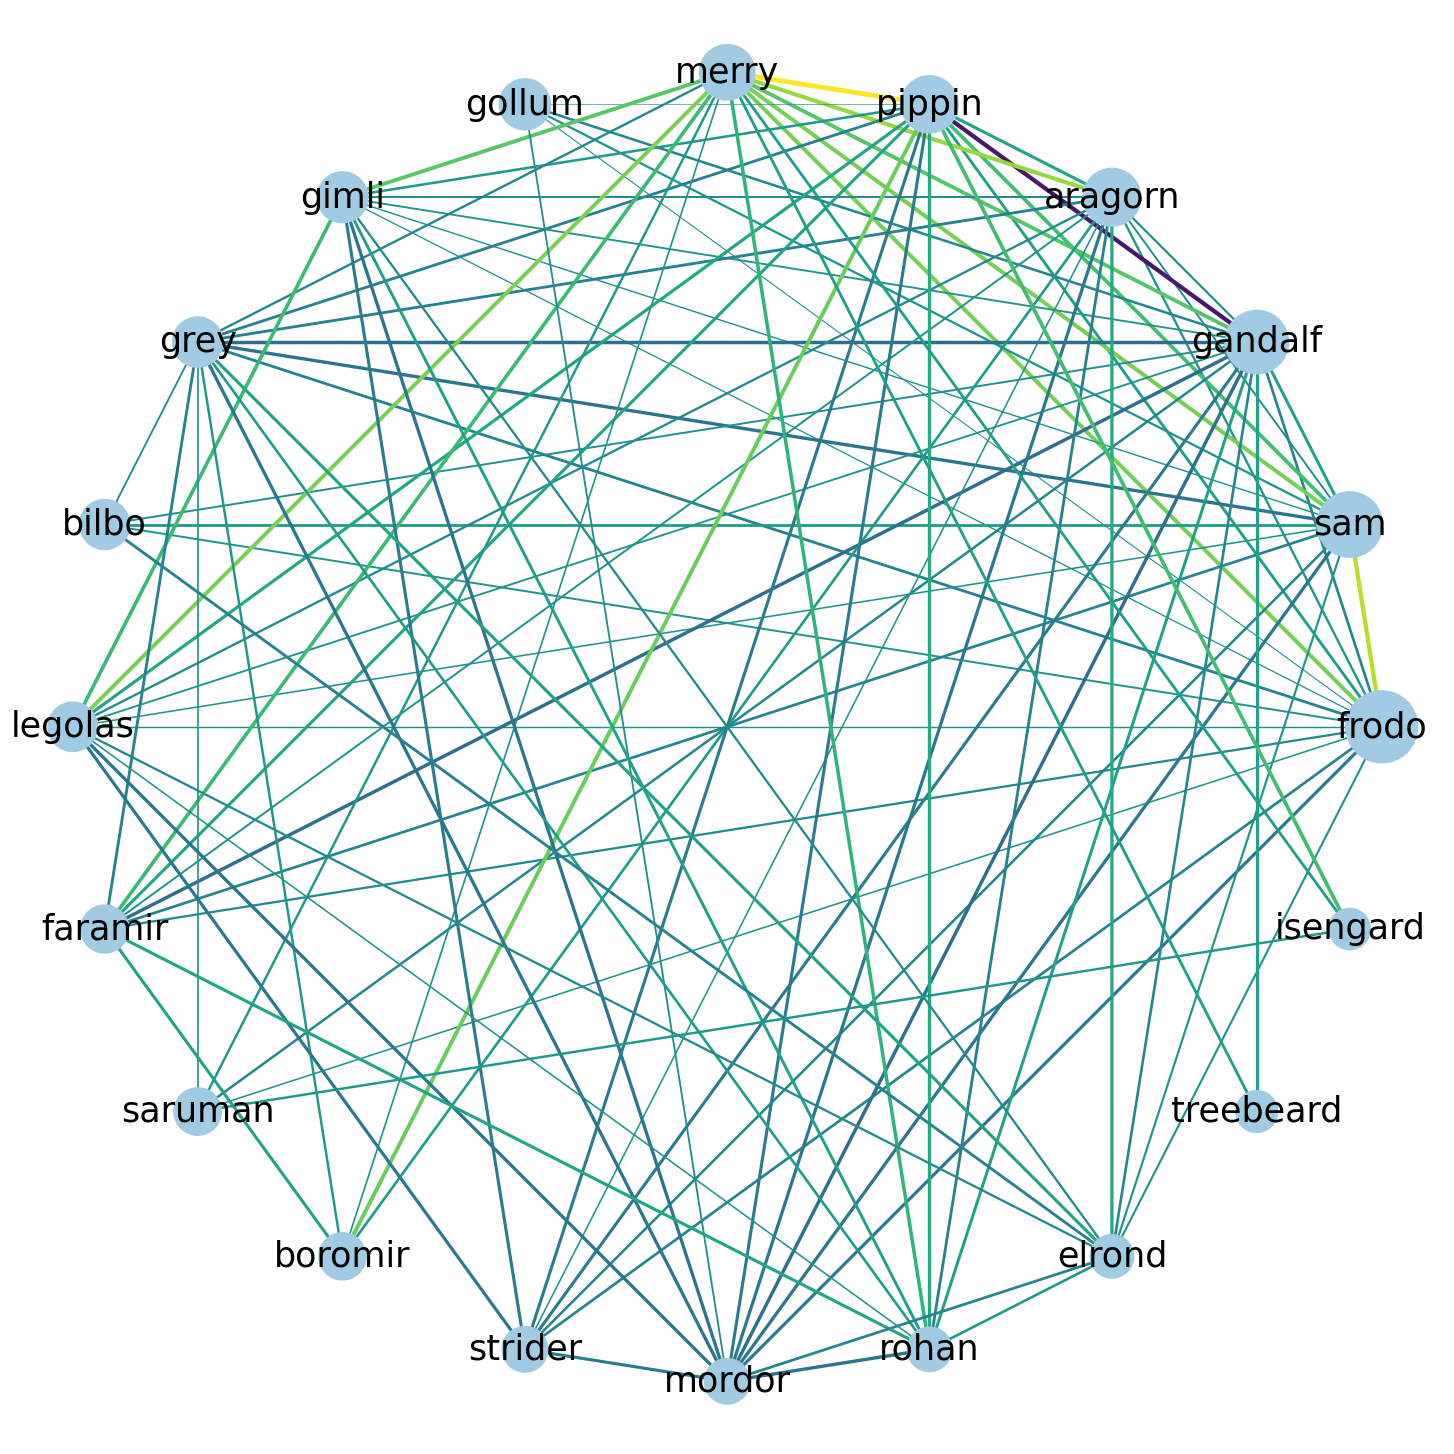 merry
gollum
pippin
gimli
aragorn
grey
gandalf
bilbo
sam
legolas
frodo
faramir
isengard
saruman
treebeard
boromir
elrond
strider
rohan
mordor